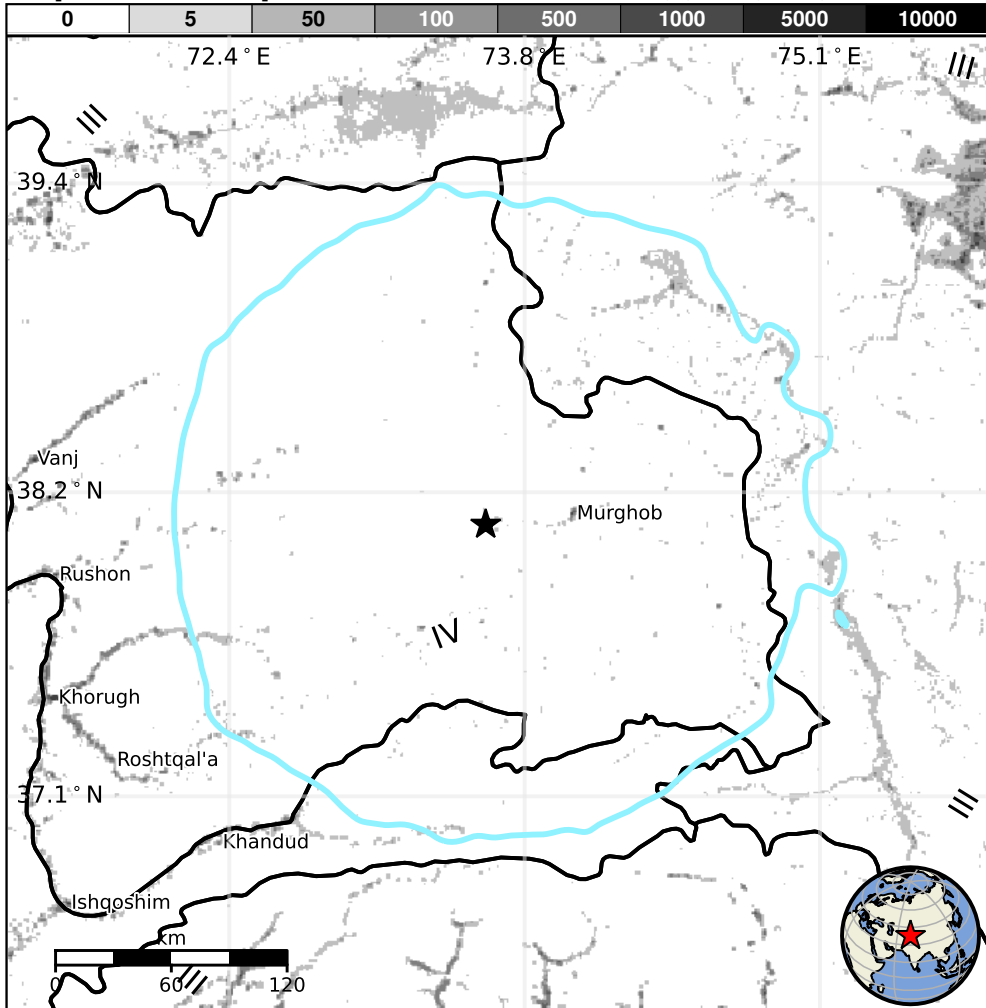 0 5 50 100 500 1000 5000 10000
72.4°E 73.8°E 75.1°E
III
III
39.4°N
Vanj
38.2°N
Murghob
Rushon
IV
Khorugh
Roshtqal'a
37.1°N
III
Khandud
Ishqoshim
km
0 60 120
III